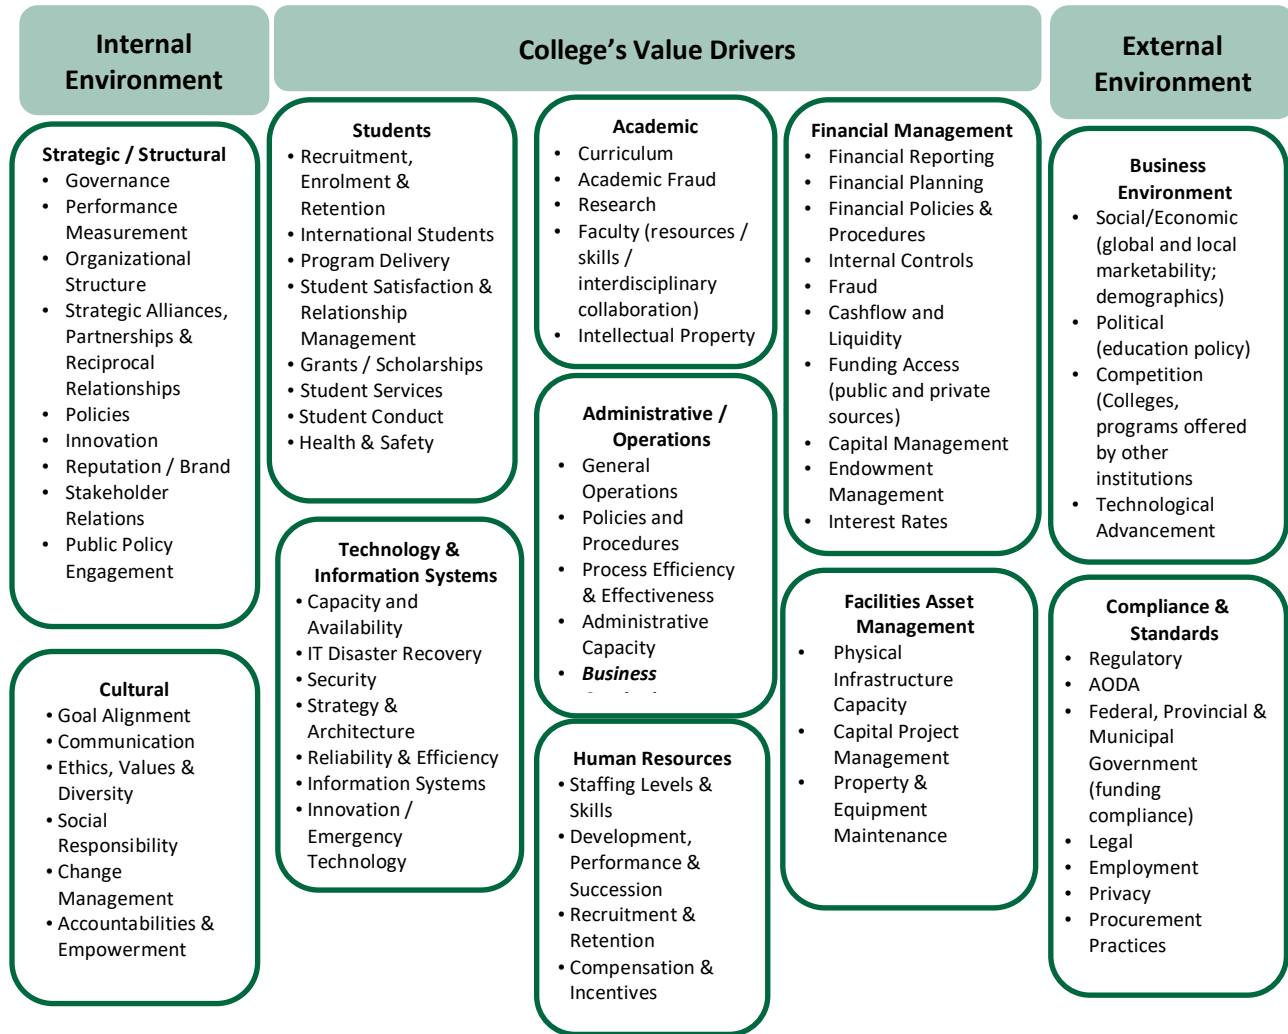 Internal
Environment
College's Value Drivers
External
Environment
Strategic / Structural
• Governance
• Performance
Measurement
• Organizational
Structure
• Strategic Alliances,
Partnerships &
Reciprocal
Relationships
• Policies
• Innovation
• Reputation / Brand
• Stakeholder
Relations
• Public Policy
Engagement
Cultural
• Goal Alignment
• Communication
• Ethics, Values &
Diversity
• Social
Responsibility
• Change
Management
• Accountabilities &
Empowerment
Students
• Recruitment,
Enrolment &
Retention
• International Students
• Program Delivery
• Student Satisfaction &
Relationship
Management
• Grants / Scholarships
• Student Services
• Student Conduct
• Health & Safety
Technology &
Information Systems
• Capacity and
Availability
• IT Disaster Recovery
• Security
• Strategy &
Architecture
• Reliability & Efficiency
• Information Systems
• Innovation /
Emergency
Technology
Academic
• Curriculum
• Academic Fraud
• Research
• Faculty (resources /
skills /
interdisciplinary
collaboration)
• Intellectual Property
Administrative /
Operations
• General
Operations
• Policies and
Procedures
• Process Efficiency
& Effectiveness
• Administrative
Capacity
• Business
Human Resources
• Staffing Levels &
Skills
• Development,
Performance &
Succession
• Recruitment &
Retention
• Compensation &
Incentives
Financial Management
• Financial Reporting
• Financial Planning
• Financial Policies &
Procedures
• Internal Controls
• Fraud
• Cashflow and
Liquidity
• Funding Access
(public and private
sources)
• Capital Management
• Endowment
Management
• Interest Rates
Facilities Asset
Management
• Physical
Infrastructure
Capacity
• Capital Project
Management
• Property &
Equipment
Maintenance
Business
Environment
• Social/Economic
(global and local
marketability;
demographics)
• Political
(education policy)
• Competition
(Colleges,
programs offered
by other
institutions
• Technological
Advancement
Compliance &
Standards
• Regulatory
• AODA
• Federal, Provincial &
Municipal
Government
(funding
compliance)
• Legal
• Employment
• Privacy
• Procurement
Practices